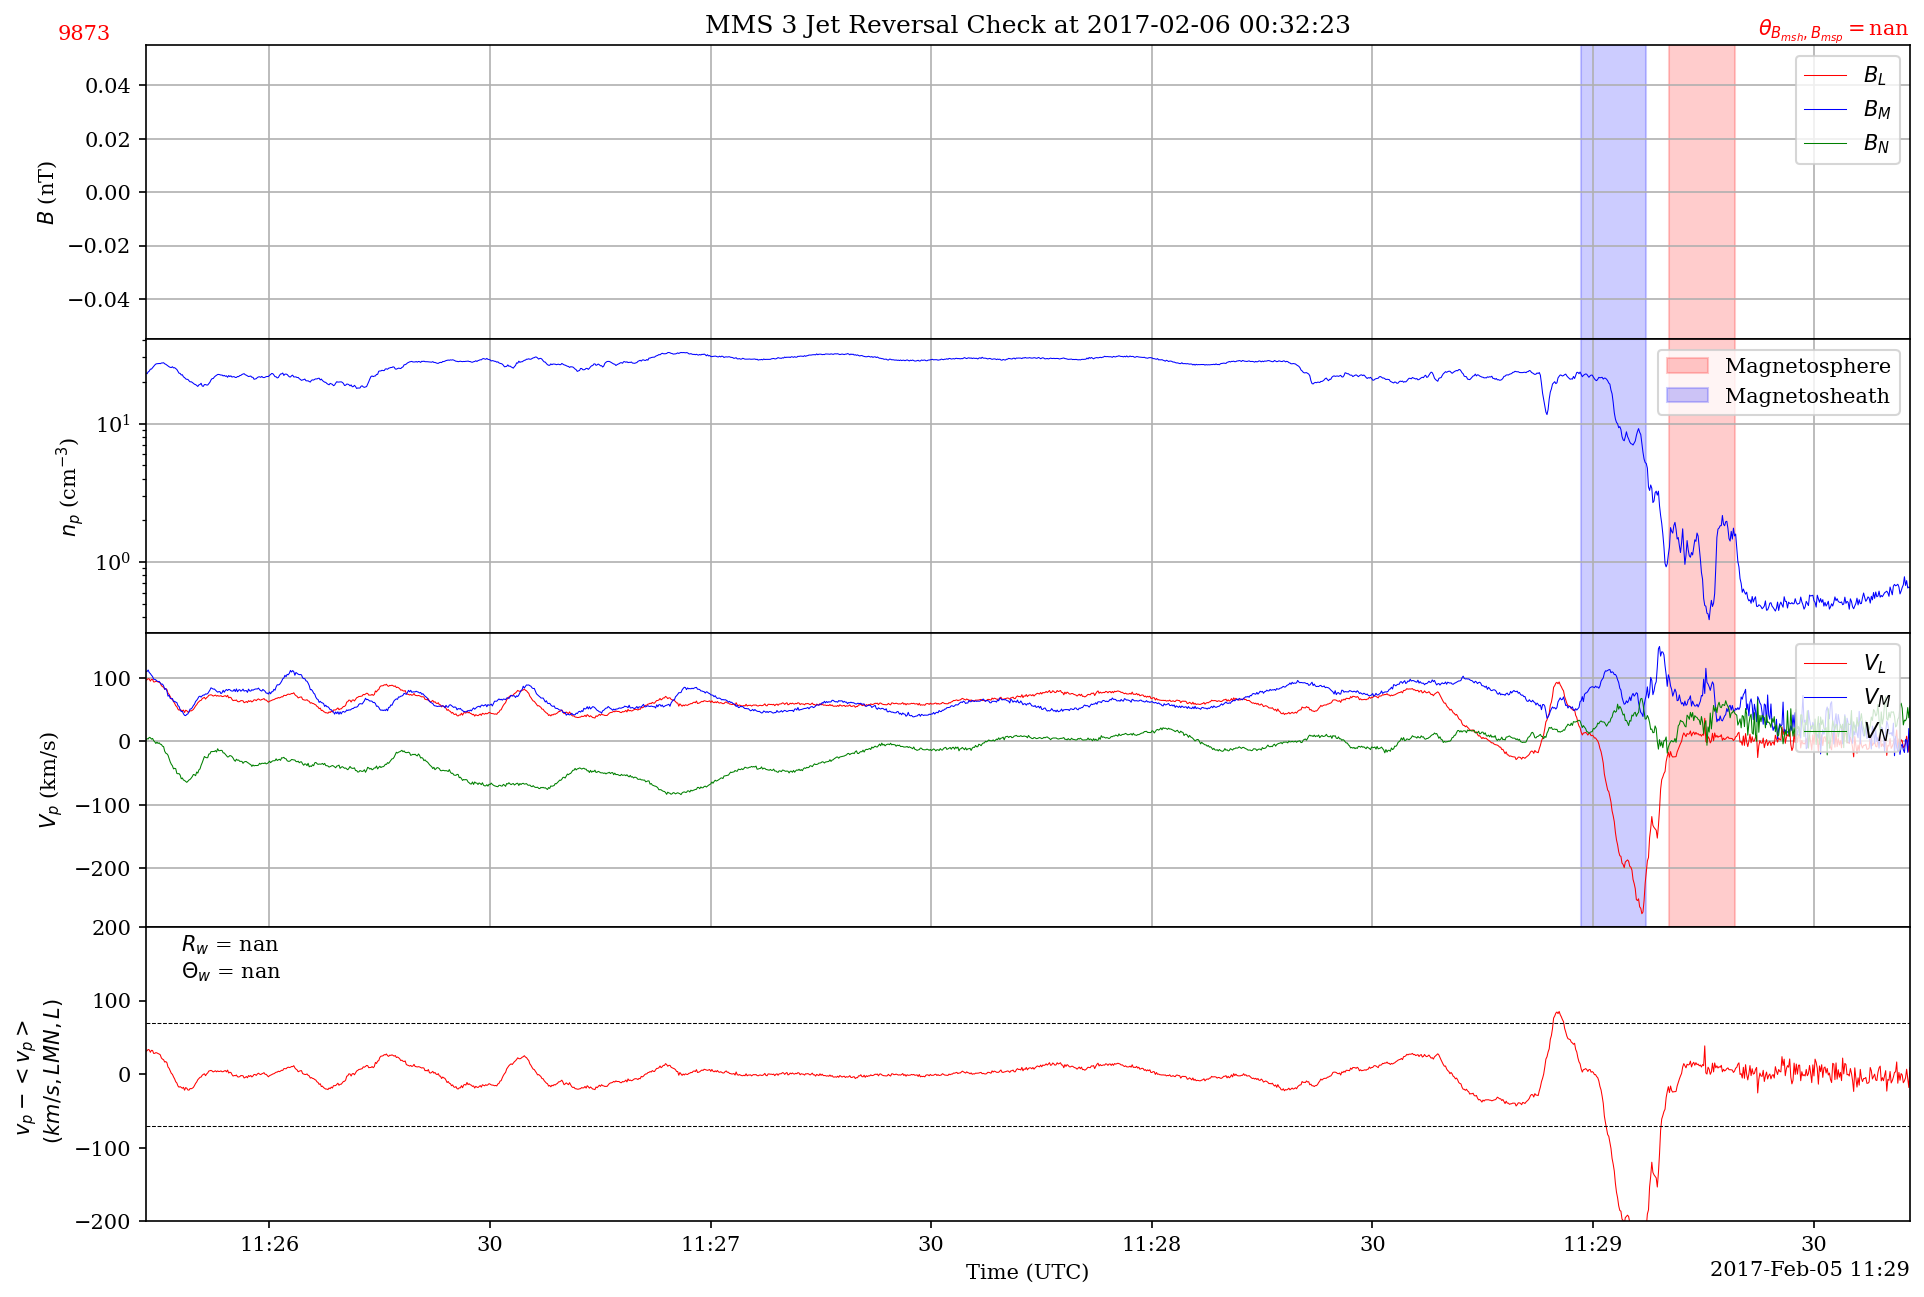 MMS 3 Jet Reversal Check at 2017-02-06 00:32:23
9873
θ_{B_{msh}, B_{msp}} = nan
B (nT)
0.04
0.02
0.00
−0.02
−0.04
B_L
B_M
B_N
n_p (cm^{−3})
10^1
10^0
Magnetosphere
Magnetosheath
V_p (km/s)
100
0
−100
−200
V_L
V_M
V_N
v_p − < v_p >
(km/s, LMN, L)
200
100
0
−100
−200
R_w = nan
Θ_w = nan
11:26 30 11:27 30 11:28 30 11:29 30
Time (UTC)
2017-Feb-05 11:29